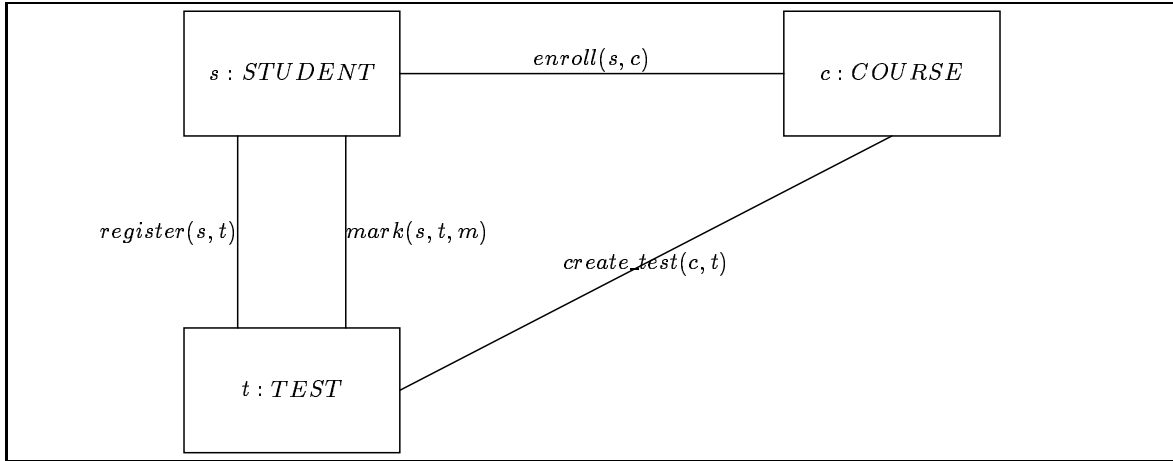 s : STUDENT
enroll(s, c)
c : COURSE
register(s, t)
mark(s, t, m)
create_test(c, t)
t : TEST